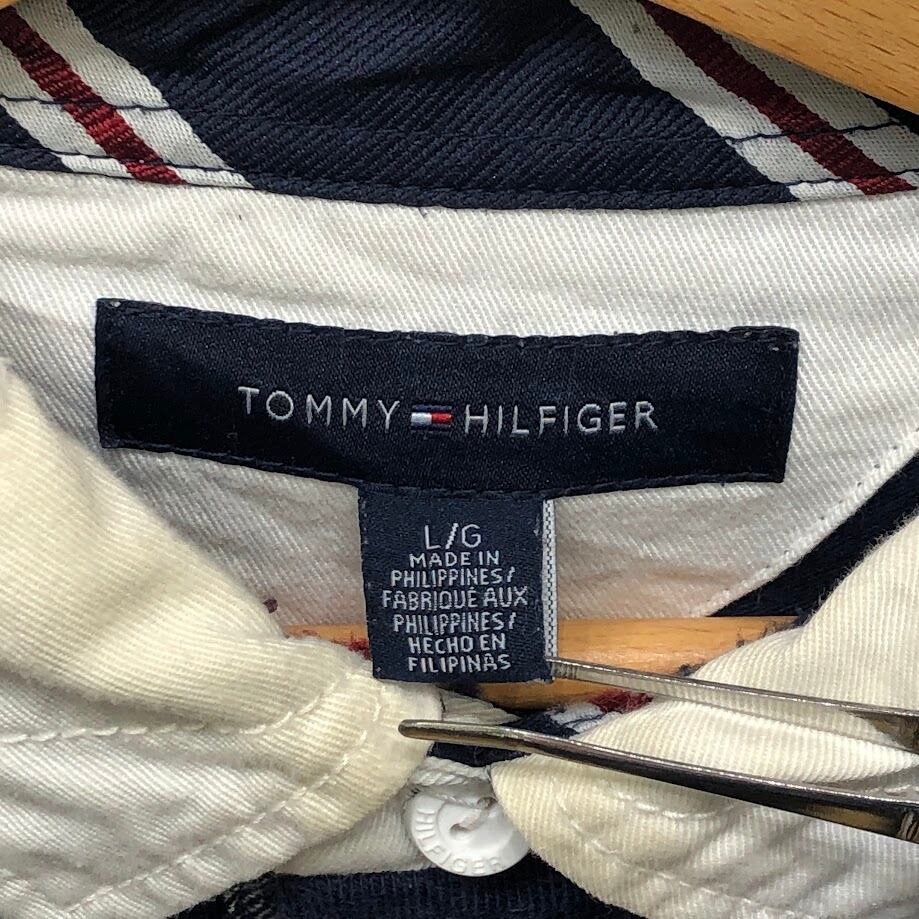 TOMMY HILFIGER
L/G
MADE IN
PHILIPPINES/
FABRIQUÉ AUX
PHILIPPINES/
HECHO EN
FILIPINAS
HILFIGER